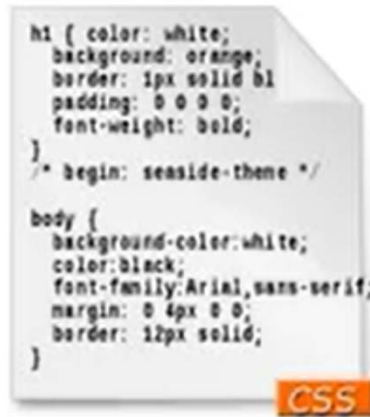 h1 { color: white;
background: orange;
border: 1px solid bl
padding: 0 0 0 0;
font-weight: bold;
}
/* begin: seaside-theme */
body {
background-color:white;
color:black;
font-family:Arial,sans-serif;
margin: 0 4px 0 0;
border: 12px solid;
}
CSS